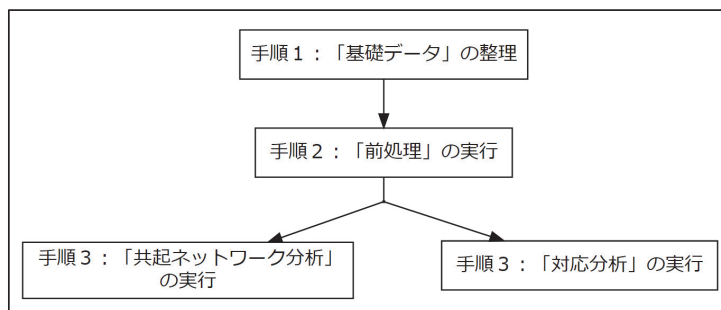 手順１：「基礎データ」の整理
手順２：「前処理」の実行
手順３：「共起ネットワーク分析」
の実行
手順３：「対応分析」の実行